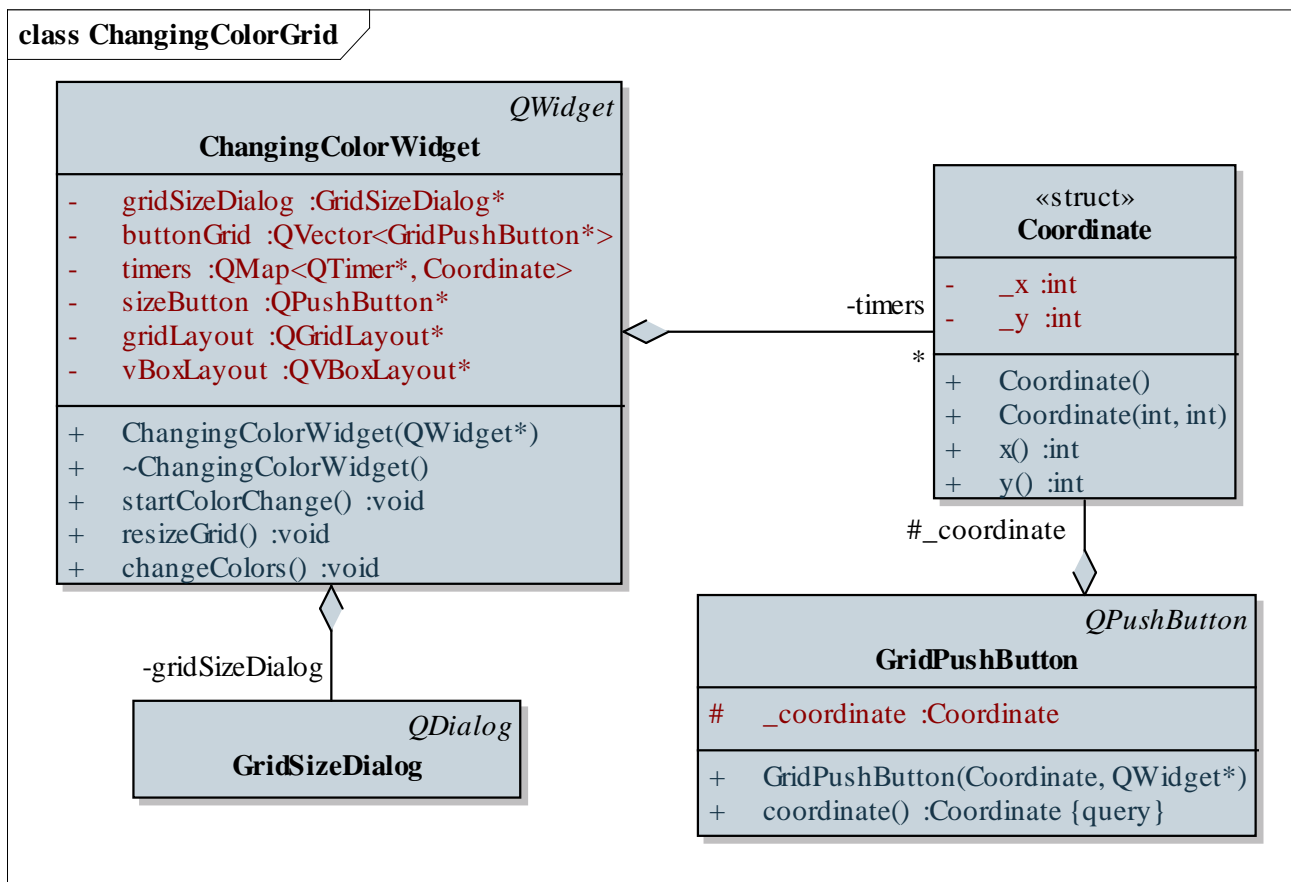 class ChangingColorGrid
QWidget
ChangingColorWidget
- gridSizeDialog :GridSizeDialog*
- buttonGrid :QVector<GridPushButton*>
- timers :QMap<QTimer*, Coordinate>
- sizeButton :QPushButton*
- gridLayout :QGridLayout*
- vBoxLayout :QVBoxLayout*
+ ChangingColorWidget(QWidget*)
+ ~ChangingColorWidget()
+ startColorChange() :void
+ resizeGrid() :void
+ changeColors() :void
-timers
*
«struct»
Coordinate
- _x :int
- _y :int
+ Coordinate()
+ Coordinate(int, int)
+ x() :int
+ y() :int
#_coordinate
-gridSizeDialog
QDialog
GridSizeDialog
QPushButton
GridPushButton
# _coordinate :Coordinate
+ GridPushButton(Coordinate, QWidget*)
+ coordinate() :Coordinate {query}